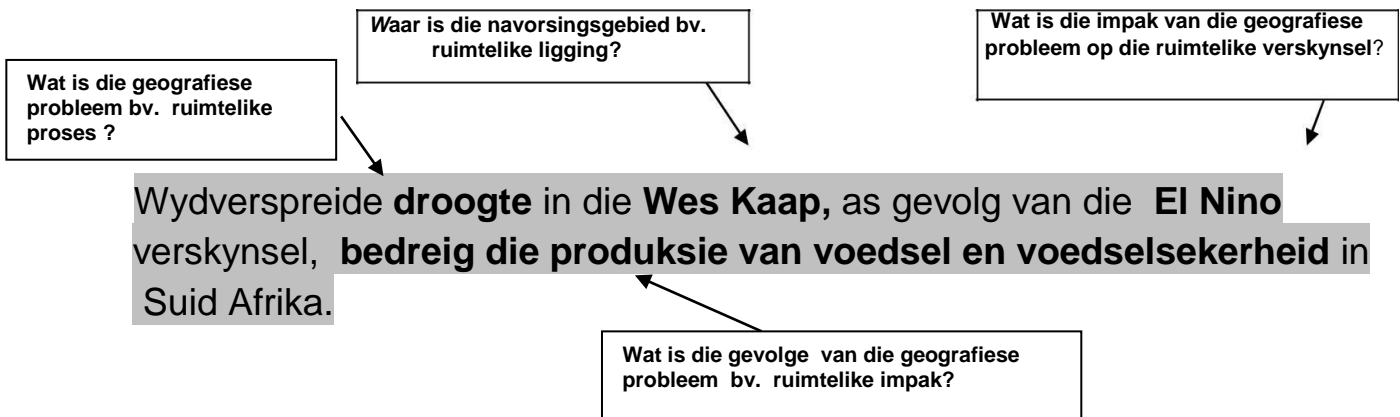 Waar is die navorsingsgebied bv.
ruimtelike ligging?
Wat is die impak van die geografiese
probleem op die ruimtelike verskynsel?
Wat is die geografiese
probleem bv. ruimtelike
proses ?
Wydverspreide droogte in die Wes Kaap, as gevolg van die El Nino
verskynsel, bedreig die produksie van voedsel en voedselsekerheid in
Suid Afrika.
Wat is die gevolge van die geografiese
probleem bv. ruimtelike impak?